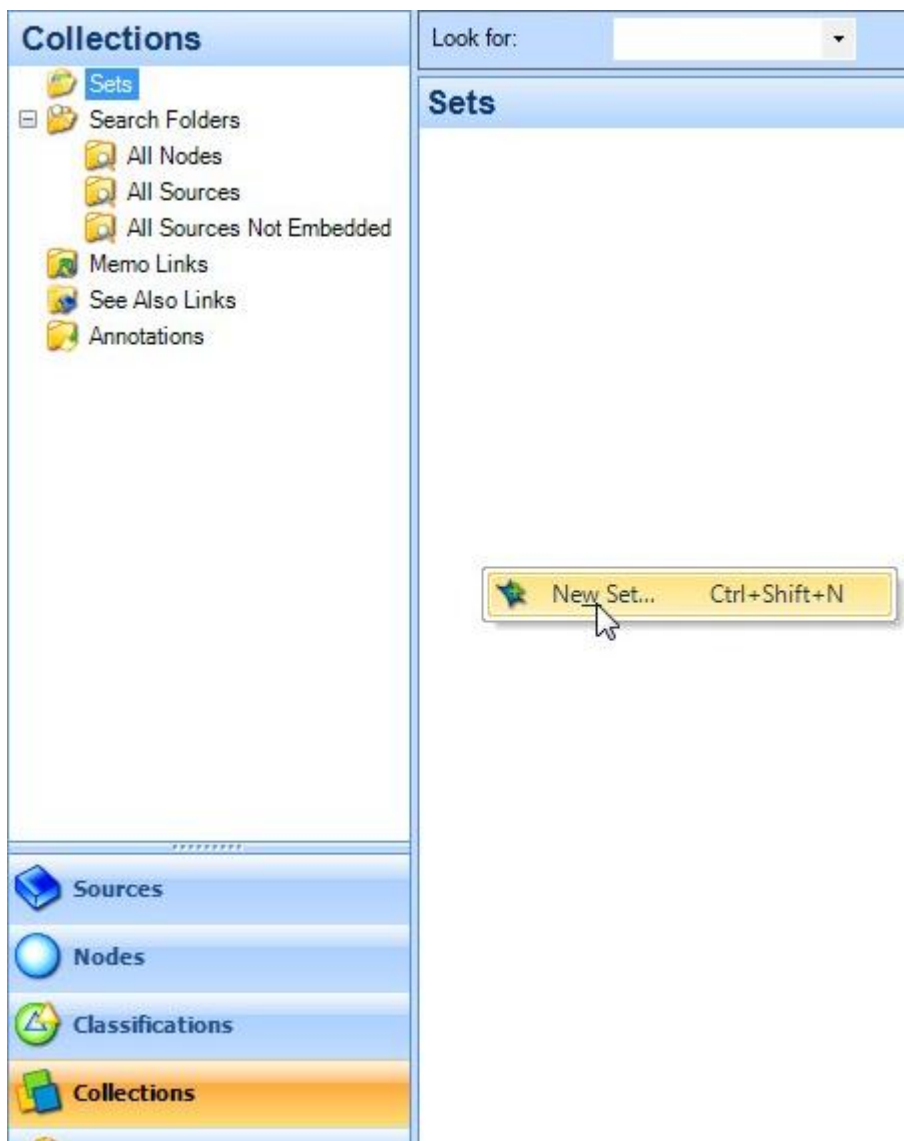 Collections
Sets
Search Folders
All Nodes
All Sources
All Sources Not Embedded
Memo Links
See Also Links
Annotations
Sources
Nodes
Classifications
Collections
Look for:
Sets
New Set... Ctrl+Shift+N